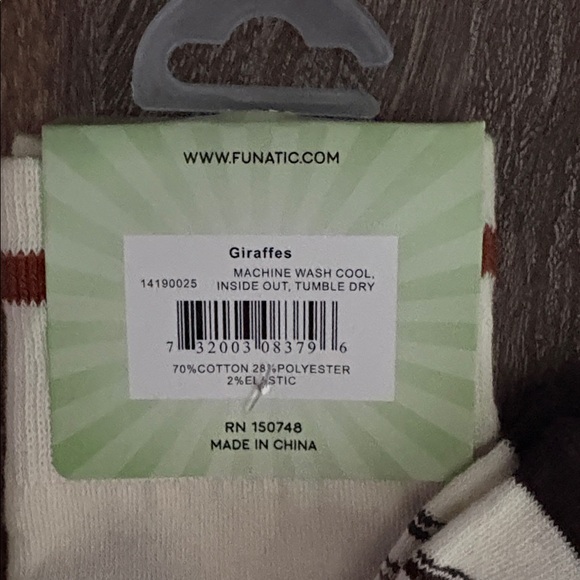 WWW.FUNATIC.COM
Giraffes
MACHINE WASH COOL,
14190025 INSIDE OUT, TUMBLE DRY
7 32003 08379 6
70%COTTON 28%POLYESTER
2%ELASTIC
RN 150748
MADE IN CHINA